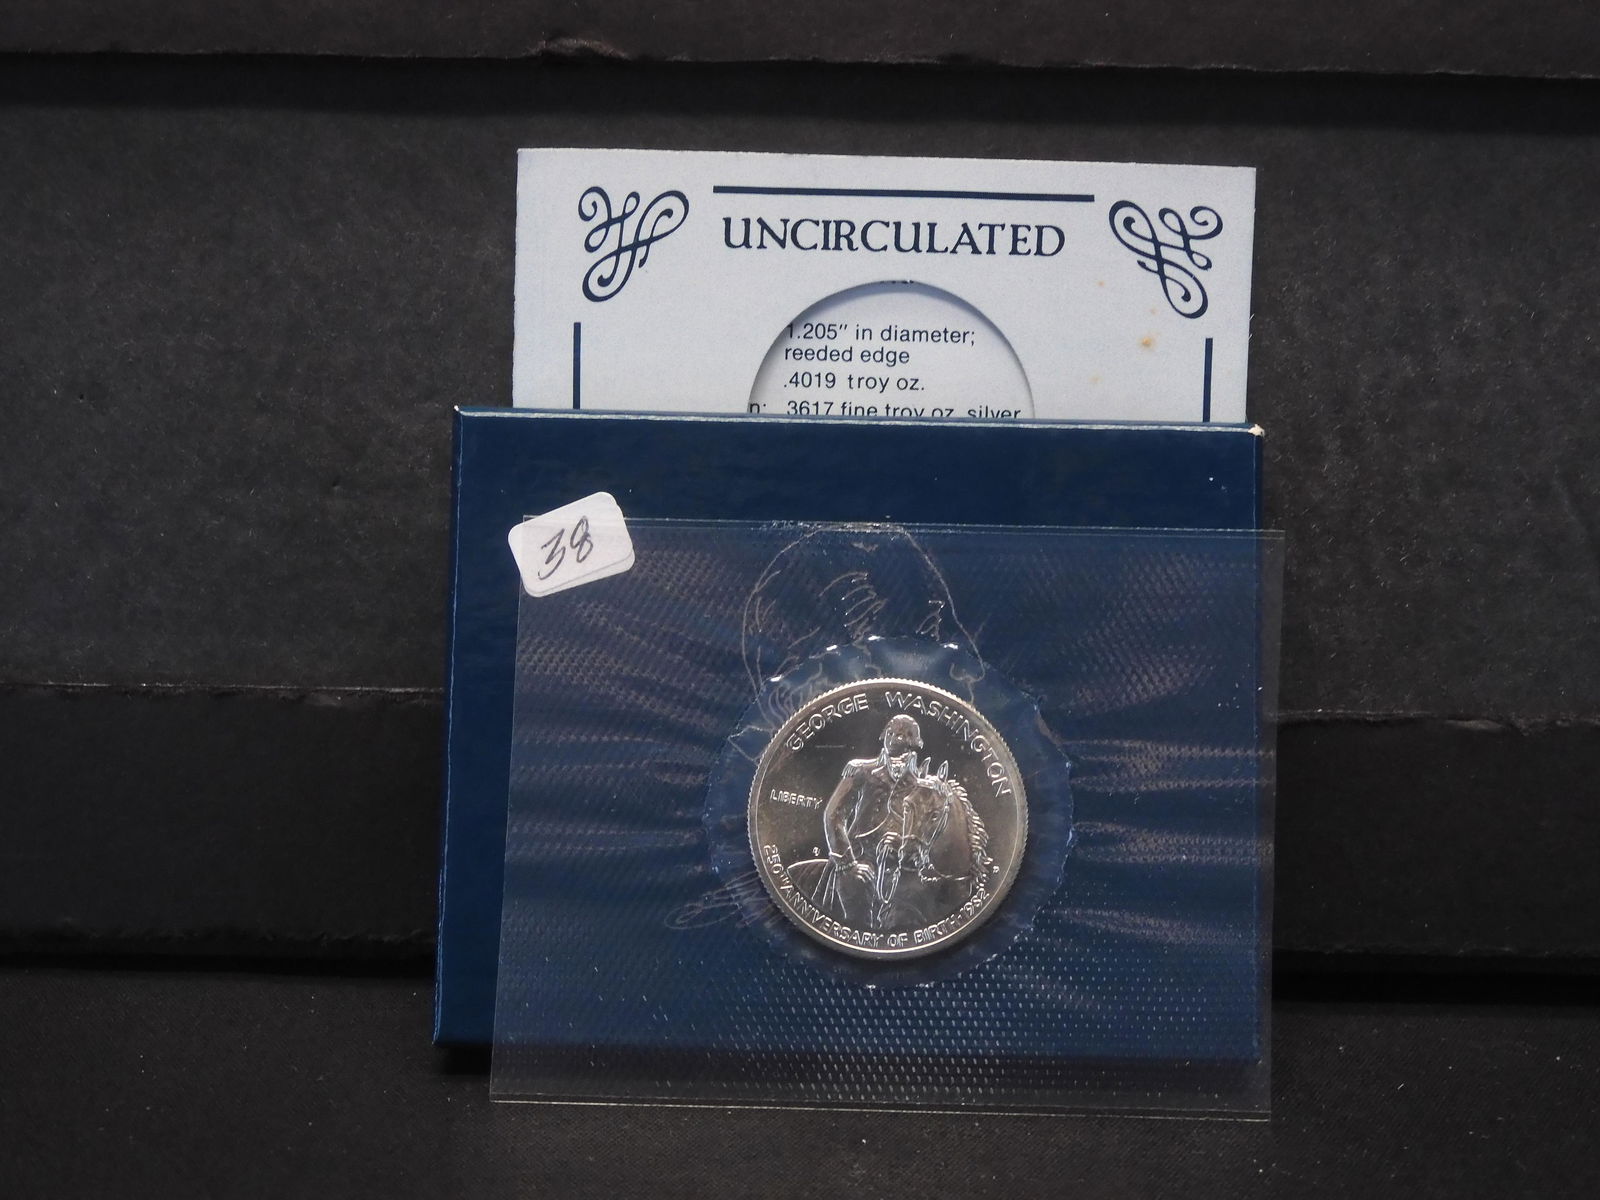 UNCIRCULATED
1.205" in diameter;
reeded edge
.4019 troy oz.
n: 3617 fine troy oz. silver
38
GEORGE WASHINGTON
LIBERTY
250TH ANNIVERSARY OF BIRTH·1982